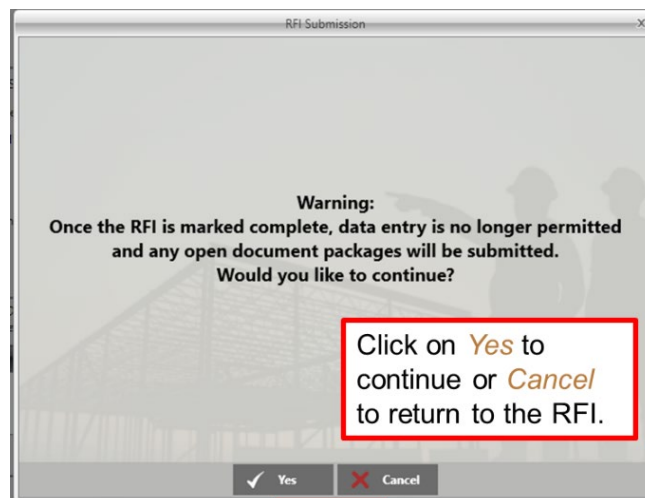 RFI Submission
Warning:
Once the RFI is marked complete, data entry is no longer permitted
and any open document packages will be submitted.
Would you like to continue?
Click on Yes to
continue or Cancel
to return to the RFI.
Yes Cancel